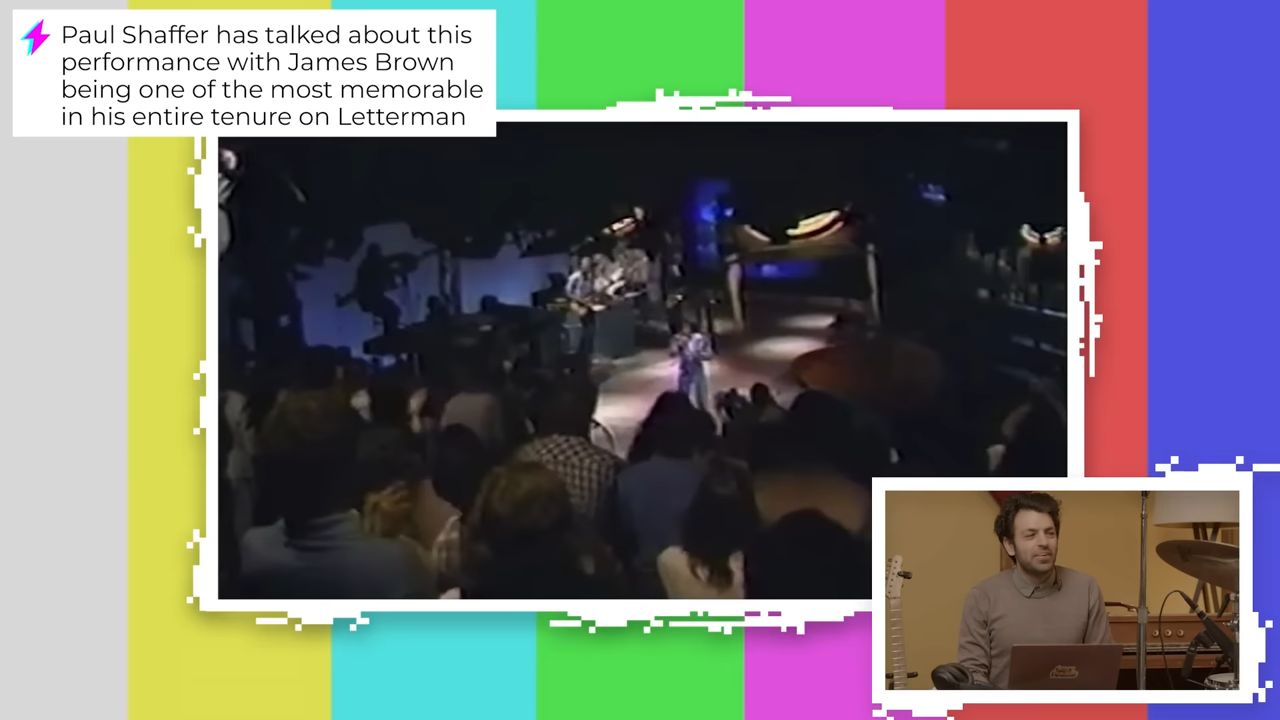 Paul Shaffer has talked about this
performance with James Brown
being one of the most memorable
in his entire tenure on Letterman